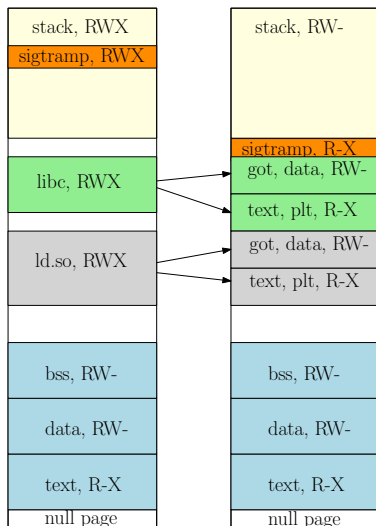 stack, RWX
sigtramp, RWX
libc, RWX
ld.so, RWX
bss, RW-
data, RW-
text, R-X
null page
stack, RW-
sigtramp, R-X
got, data, RW-
text, plt, R-X
got, data, RW-
text, plt, R-X
bss, RW-
data, RW-
text, R-X
null page